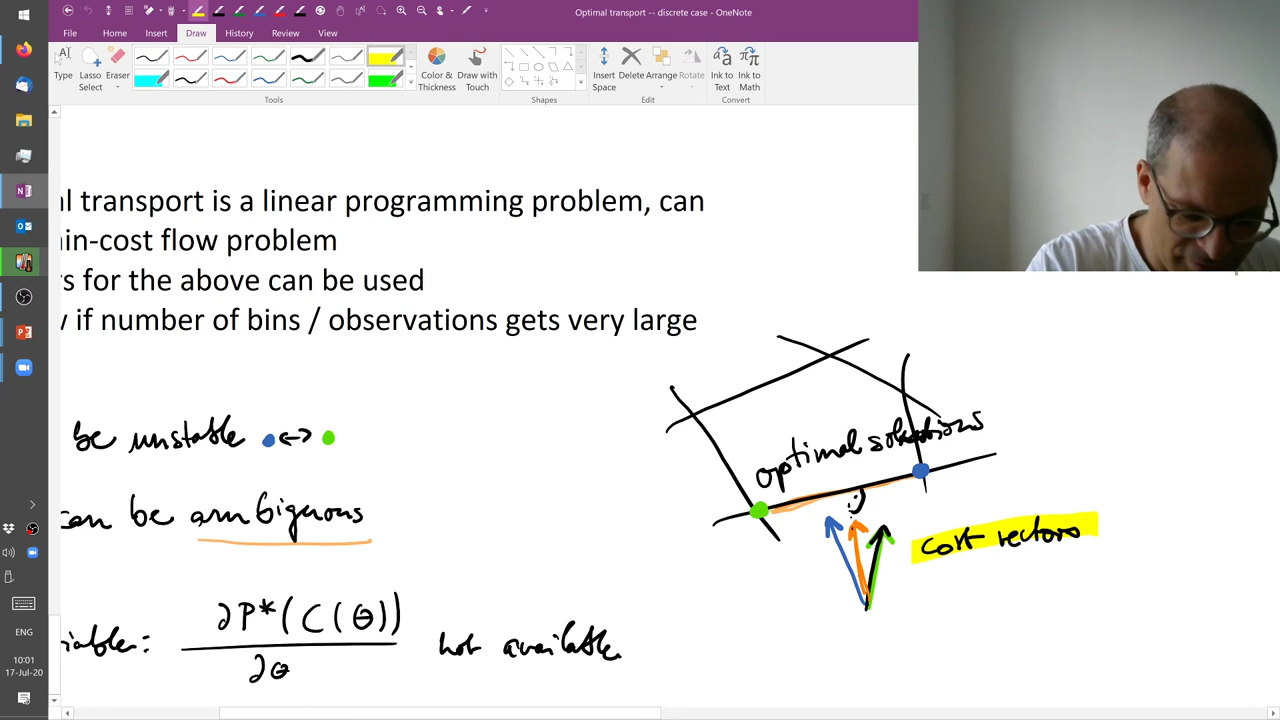 Optimal transport -- discrete case - OneNote
File
Home
Insert
Draw
History
Review
View
Type
Lasso Select
Eraser
Color & Thickness
Draw with Touch
Insert Space
Delete
Arrange
Rotate
Ink to Text
Ink to Math
Tools
Shapes
Edit
Convert
al transport is a linear programming problem, can
in-cost flow problem
s for the above can be used
if number of bins / observations gets very large
be unstable ↔
can be ambiguous
optimal solutions
cost vectors
∂P*(C(θ))
iable: not available
∂θ
ENG
10:01
17-Jul-20